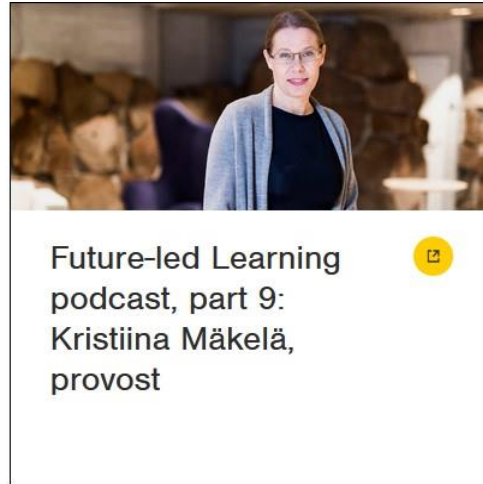 Future-led Learning
podcast, part 9:
Kristiina Mäkelä,
provost